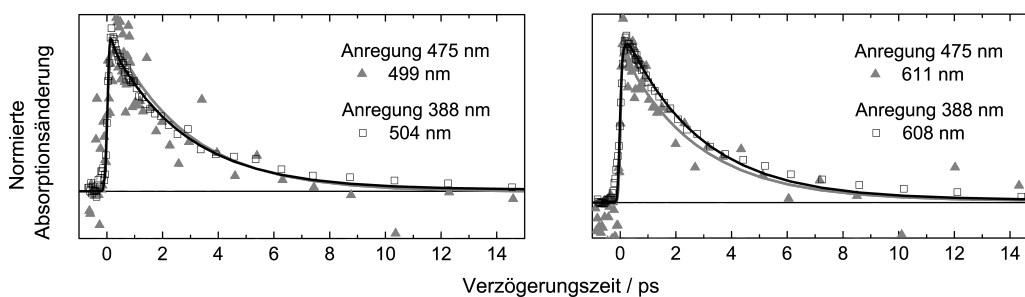 Normierte
Absorptionsänderung
Anregung 475 nm
499 nm
Anregung 388 nm
504 nm
0 2 4 6 8 10 12 14
Anregung 475 nm
611 nm
Anregung 388 nm
608 nm
0 2 4 6 8 10 12 14
Verzögerungszeit / ps